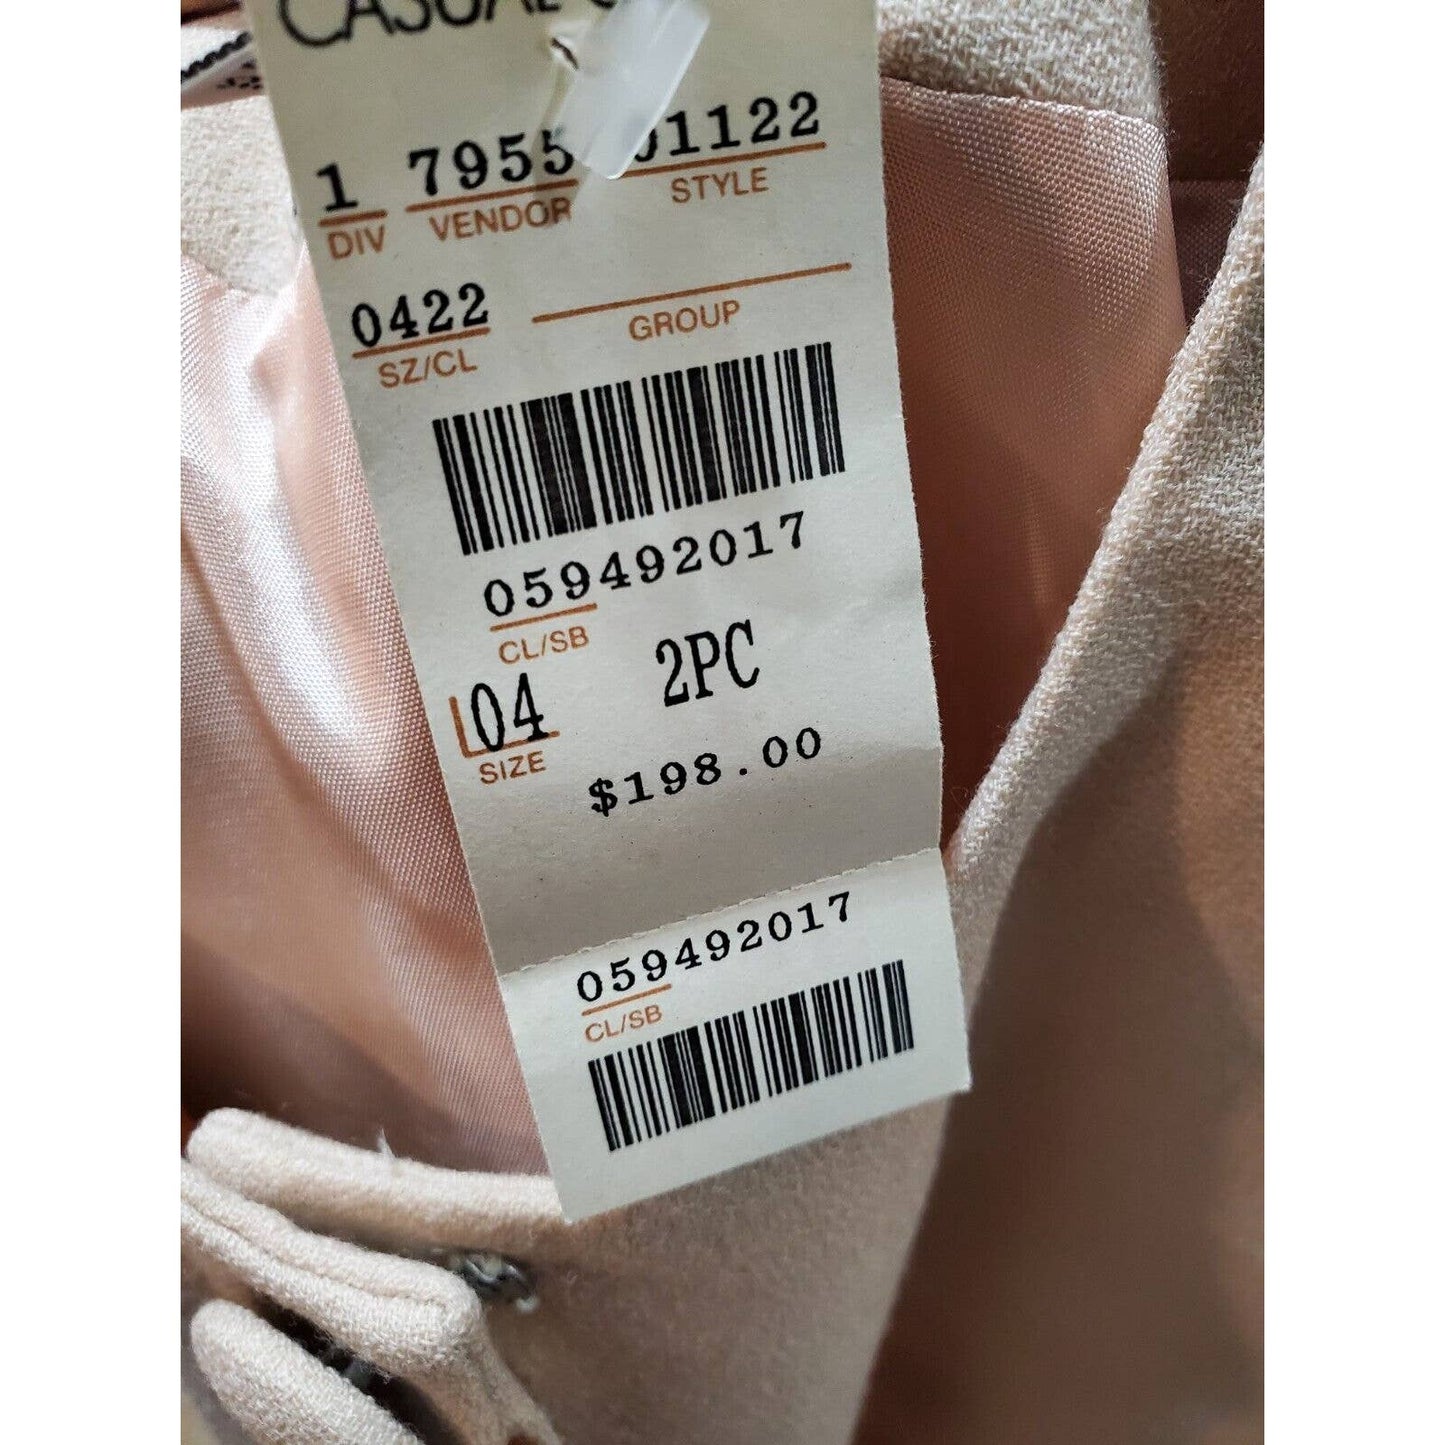 CASUAL
1 7955 01122
DIV VENDOR STYLE
0422
SZ/CL GROUP
059492017
CL/SB
04 2PC
SIZE
$198.00
059492017
CL/SB